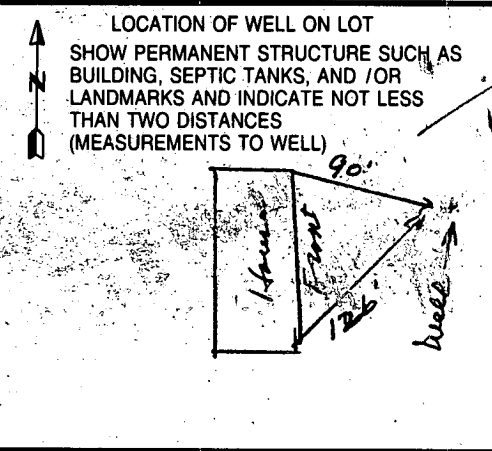 LOCATION OF WELL ON LOT
SHOW PERMANENT STRUCTURE SUCH AS
BUILDING, SEPTIC TANKS, AND /OR
LANDMARKS AND INDICATE NOT LESS
THAN TWO DISTANCES
(MEASUREMENTS TO WELL)
N
90'
House
Front
126'
Well